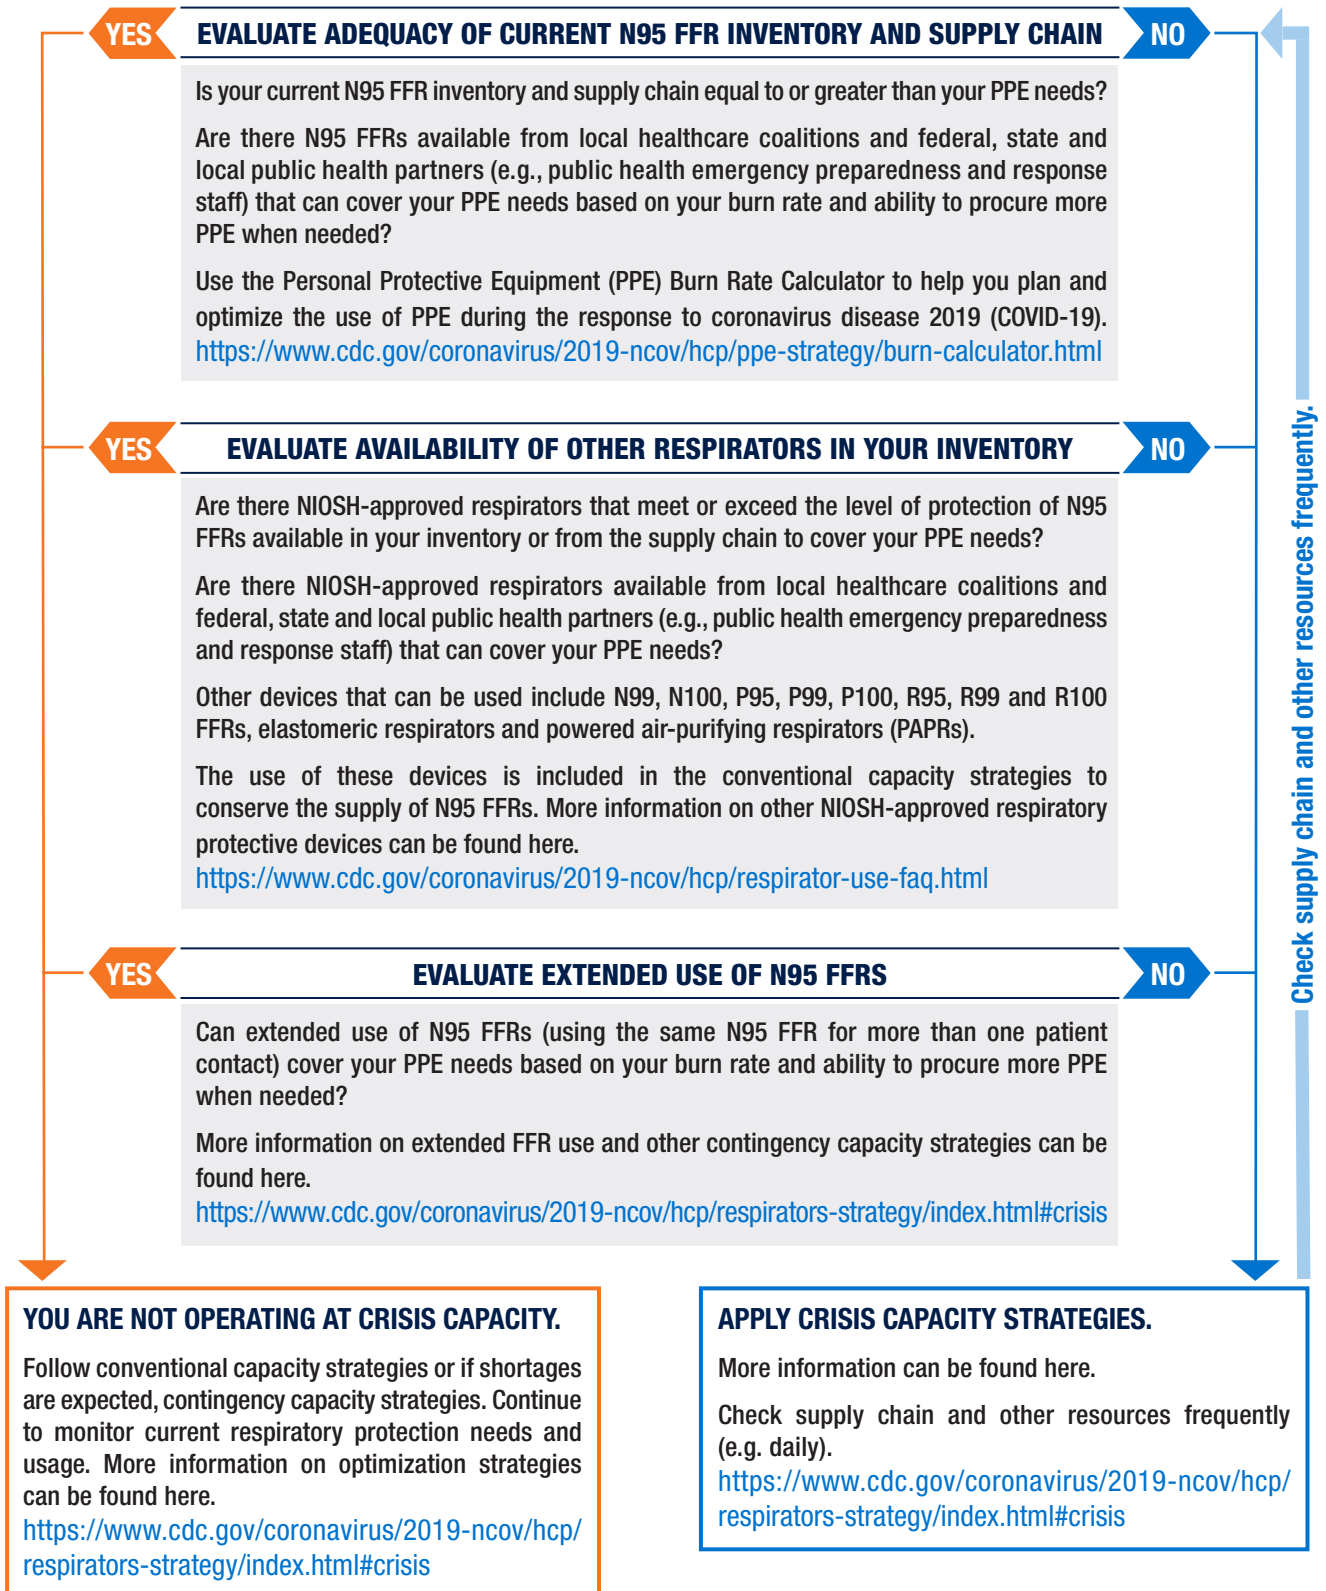 YES
EVALUATE ADEQUACY OF CURRENT N95 FFR INVENTORY AND SUPPLY CHAIN
NO
Is your current N95 FFR inventory and supply chain equal to or greater than your PPE needs?
Are there N95 FFRs available from local healthcare coalitions and federal, state and
local public health partners (e.g., public health emergency preparedness and response
staff) that can cover your PPE needs based on your burn rate and ability to procure more
PPE when needed?
Use the Personal Protective Equipment (PPE) Burn Rate Calculator to help you plan and
optimize the use of PPE during the response to coronavirus disease 2019 (COVID-19).
https://www.cdc.gov/coronavirus/2019-ncov/hcp/ppe-strategy/burn-calculator.html
YES
EVALUATE AVAILABILITY OF OTHER RESPIRATORS IN YOUR INVENTORY
NO
Are there NIOSH-approved respirators that meet or exceed the level of protection of N95
FFRs available in your inventory or from the supply chain to cover your PPE needs?
Are there NIOSH-approved respirators available from local healthcare coalitions and
federal, state and local public health partners (e.g., public health emergency preparedness
and response staff) that can cover your PPE needs?
Other devices that can be used include N99, N100, P95, P99, P100, R95, R99 and R100
FFRs, elastomeric respirators and powered air-purifying respirators (PAPRs).
The use of these devices is included in the conventional capacity strategies to
conserve the supply of N95 FFRs. More information on other NIOSH-approved respiratory
protective devices can be found here.
https://www.cdc.gov/coronavirus/2019-ncov/hcp/respirator-use-faq.html
YES
EVALUATE EXTENDED USE OF N95 FFRS
NO
Can extended use of N95 FFRs (using the same N95 FFR for more than one patient
contact) cover your PPE needs based on your burn rate and ability to procure more PPE
when needed?
More information on extended FFR use and other contingency capacity strategies can be
found here.
https://www.cdc.gov/coronavirus/2019-ncov/hcp/respirators-strategy/index.html#crisis
Check supply chain and other resources frequently.
YOU ARE NOT OPERATING AT CRISIS CAPACITY.
Follow conventional capacity strategies or if shortages
are expected, contingency capacity strategies. Continue
to monitor current respiratory protection needs and
usage. More information on optimization strategies
can be found here.
https://www.cdc.gov/coronavirus/2019-ncov/hcp/
respirators-strategy/index.html#crisis
APPLY CRISIS CAPACITY STRATEGIES.
More information can be found here.
Check supply chain and other resources frequently
(e.g. daily).
https://www.cdc.gov/coronavirus/2019-ncov/hcp/
respirators-strategy/index.html#crisis